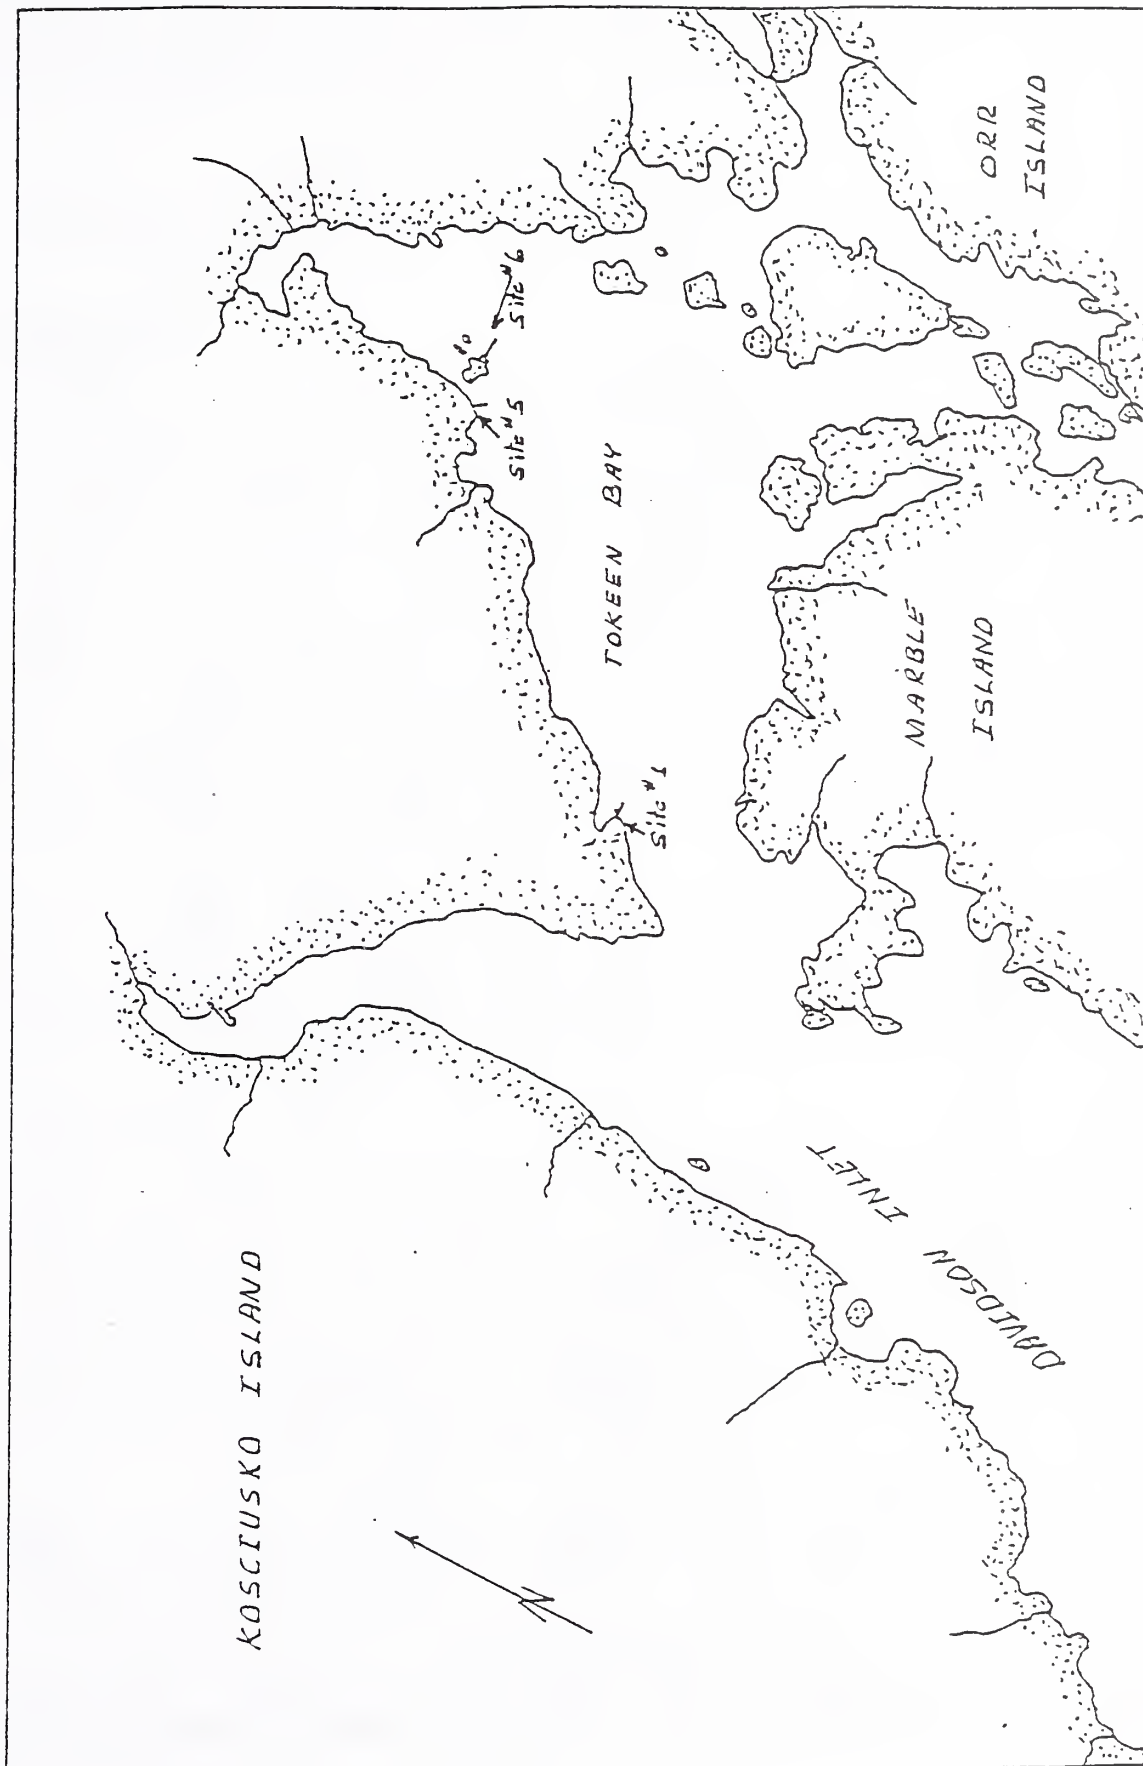 KOSCIUSKO ISLAND
TOKEEN BAY
Site #6
Site #5
Site #1
ORR
ISLAND
MARBLE
ISLAND
DAVIDSON INLET
N